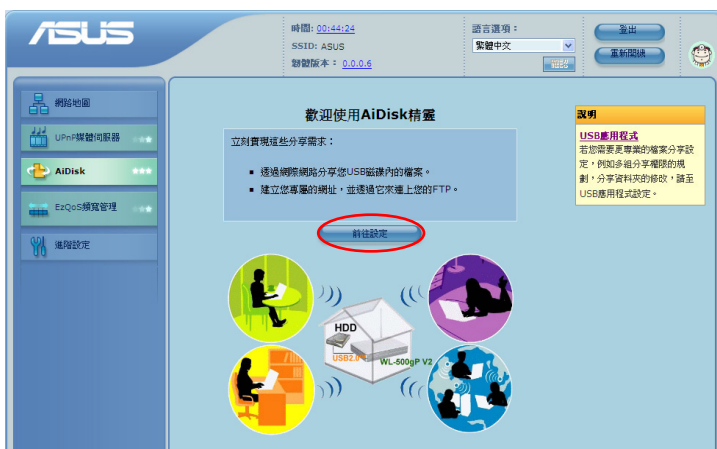 ASUS
時間: 00:44:24
SSID: ASUS
韌體版本: 0.0.0.6
語言選項:
繁體中文
登出
重新開機
網路地圖
UPnP媒體伺服器
AiDisk
EzQoS頻寬管理
進階設定
歡迎使用AiDisk精靈
立刻實現這些分享需求:
▪ 透過網際網路分享您USB磁碟內的檔案。
▪ 建立您專屬的網址,並透過它來連上您的FTP。
前往設定
HDD
USB2.0
WL-500gP V2
說明
USB應用程式
若您需要更專業的檔案分享設
定,例如多組分享權限的規
劃,分享資料夾的修改,請至
USB應用程式設定。